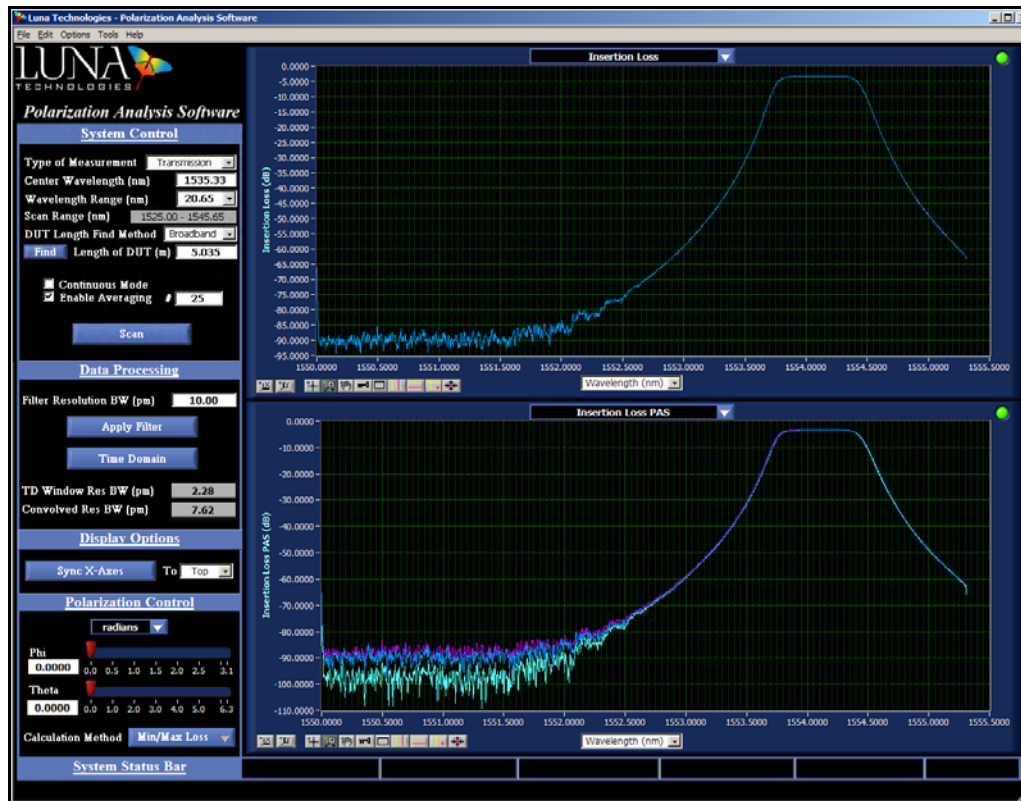 Luna Technologies - Polarization Analysis Software
File Edit Options Tools Help
LUNA
TECHNOLOGIES
Polarization Analysis Software
System Control
Type of Measurement Transmission
Center Wavelength (nm) 1535.33
Wavelength Range (nm) 20.65
Scan Range (nm) 1525.00 - 1545.65
DUT Length Find Method Broadband
Find Length of DUT (m) 5.035
Continuous Mode
Enable Averaging # 25
Scan
Data Processing
Filter Resolution BW (pm) 10.00
Apply Filter
Time Domain
TD Window Res BW (pm) 2.28
Convolved Res BW (pm) 7.62
Display Options
Sync X-Axes To Top
Polarization Control
radians
Phi
0.0000 0.0 0.5 1.0 1.5 2.0 2.5 3.1
Theta
0.0000 0.0 1.0 2.0 3.0 4.0 5.0 6.3
Calculation Method Min/Max Loss
System Status Bar
Insertion Loss
Insertion Loss (dB)
0.0000
-5.0000
-10.0000
-15.0000
-20.0000
-25.0000
-30.0000
-35.0000
-40.0000
-45.0000
-50.0000
-55.0000
-60.0000
-65.0000
-70.0000
-75.0000
-80.0000
-85.0000
-90.0000
-95.0000
1550.0000 1550.5000 1551.0000 1551.5000 1552.0000 1552.5000 1553.0000 1553.5000 1554.0000 1554.5000 1555.0000 1555.5000
Wavelength (nm)
Insertion Loss PAS
Insertion Loss PAS (dB)
0.0000
-10.0000
-20.0000
-30.0000
-40.0000
-50.0000
-60.0000
-70.0000
-80.0000
-90.0000
-100.0000
-110.0000
1550.0000 1550.5000 1551.0000 1551.5000 1552.0000 1552.5000 1553.0000 1553.5000 1554.0000 1554.5000 1555.0000 1555.5000
Wavelength (nm)